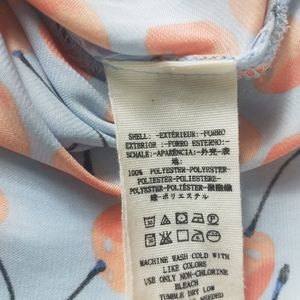 SHELL: -EXTÉRIEUR: -FORRO
EXTERIOR :-FORRO ESTERNO:-
SCHALE:-APARÊNCIA:-外壳-表
地:
100% POLYESTER-POLYESTER-
POLIESTER-POLIESTERE-
POLYESTER-POLIÉSTER-聚酯纖
維-ポリエステル
MACHINE WASH COLD WITH
LIKE COLORS
USE ONLY NON-CHLORINE
BLEACH
TUMBLE DRY LOW